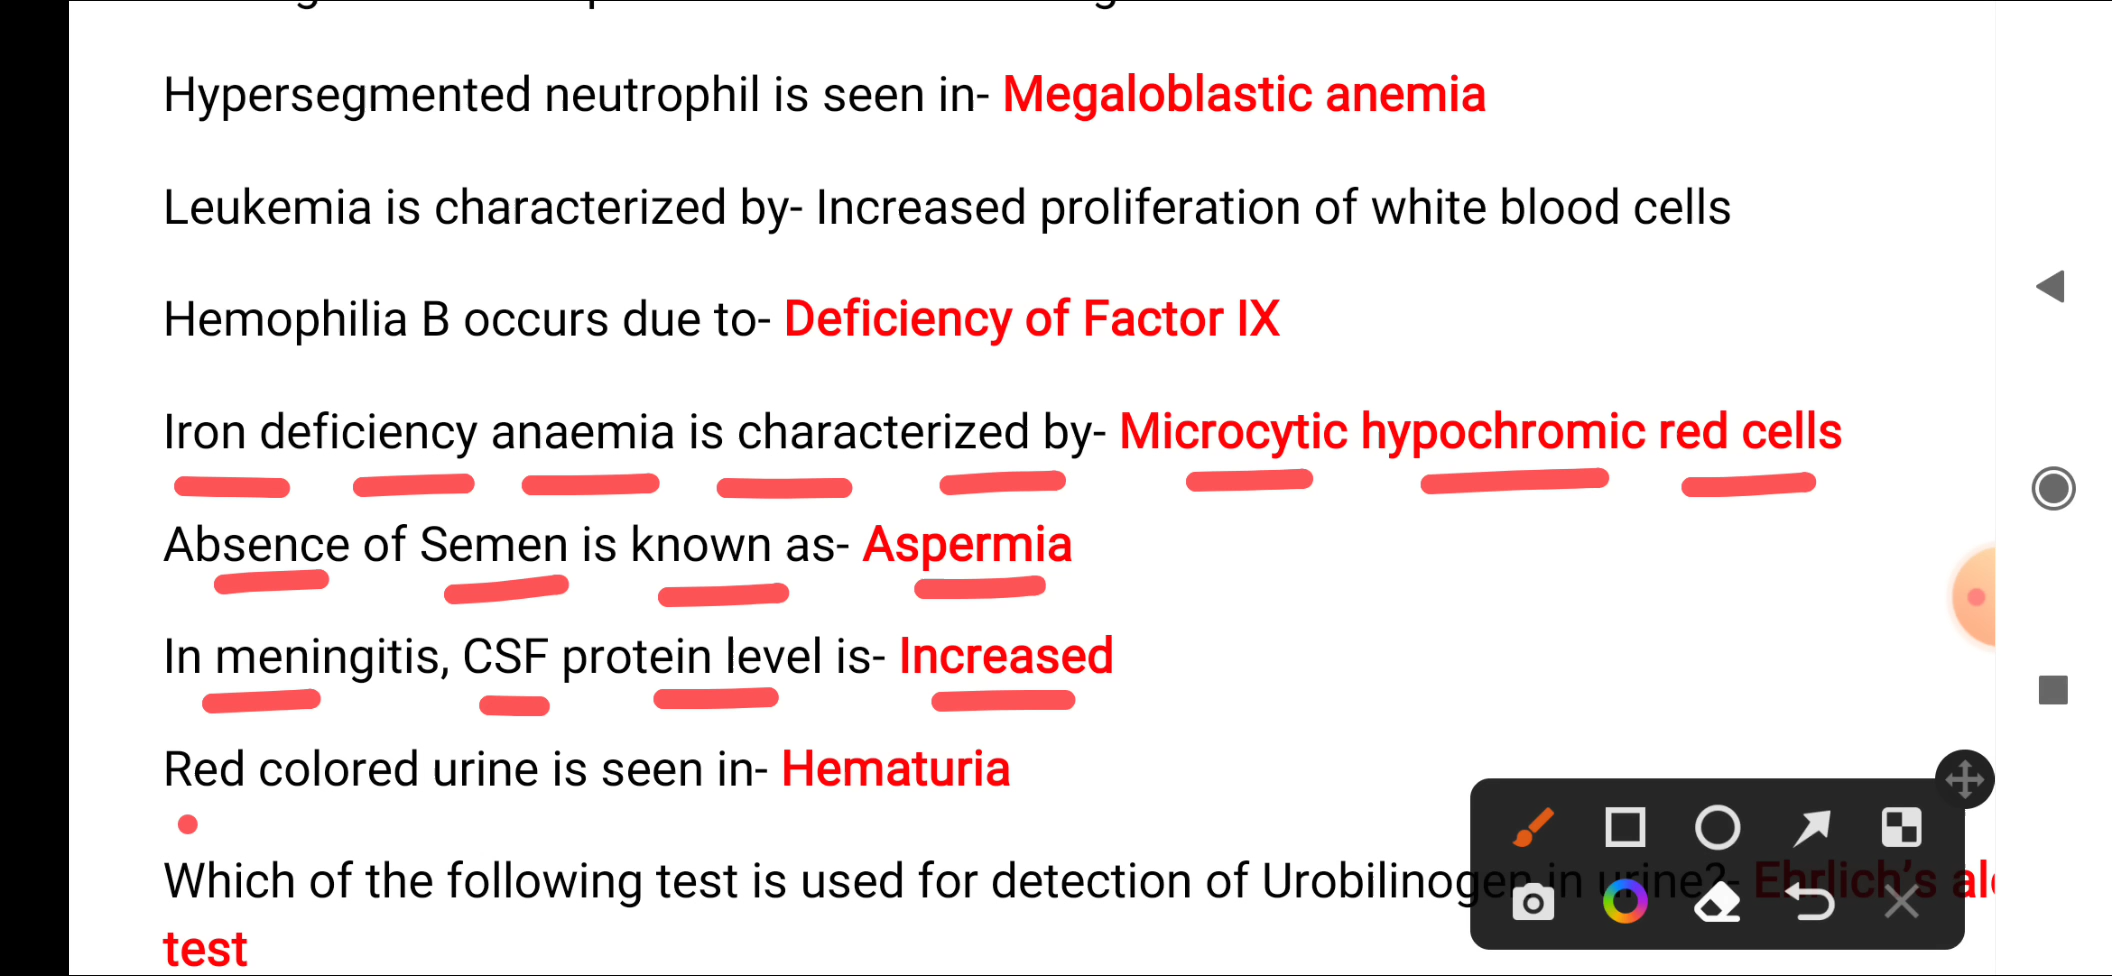 Hypersegmented neutrophil is seen in- Megaloblastic anemia
Leukemia is characterized by- Increased proliferation of white blood cells
Hemophilia B occurs due to- Deficiency of Factor IX
Iron deficiency anaemia is characterized by- Microcytic hypochromic red cells
Absence of Semen is known as- Aspermia
In meningitis, CSF protein level is- Increased
Red colored urine is seen in- Hematuria
Which of the following test is used for detection of Urobilinogen in urine?- Ehrlich's
test